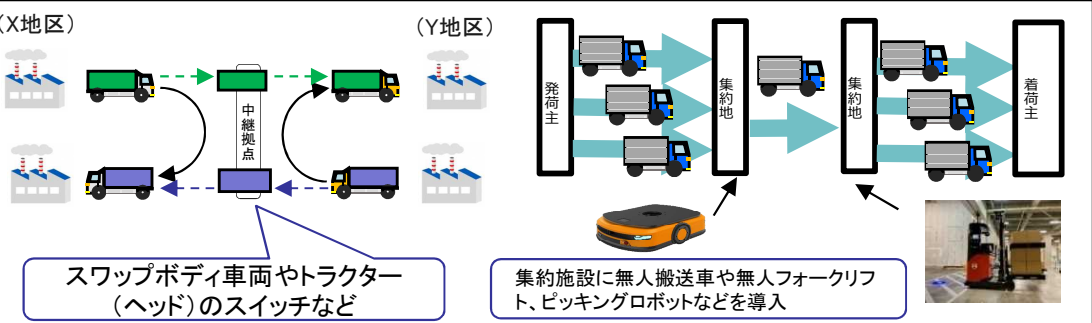 （X地区）
（Y地区）
中継拠点
スワップボディ車両やトラクター
（ヘッド）のスイッチなど
発荷主
集約地
集約地
着荷主
集約施設に無人搬送車や無人フォークリフ
ト、ピッキングロボットなどを導入